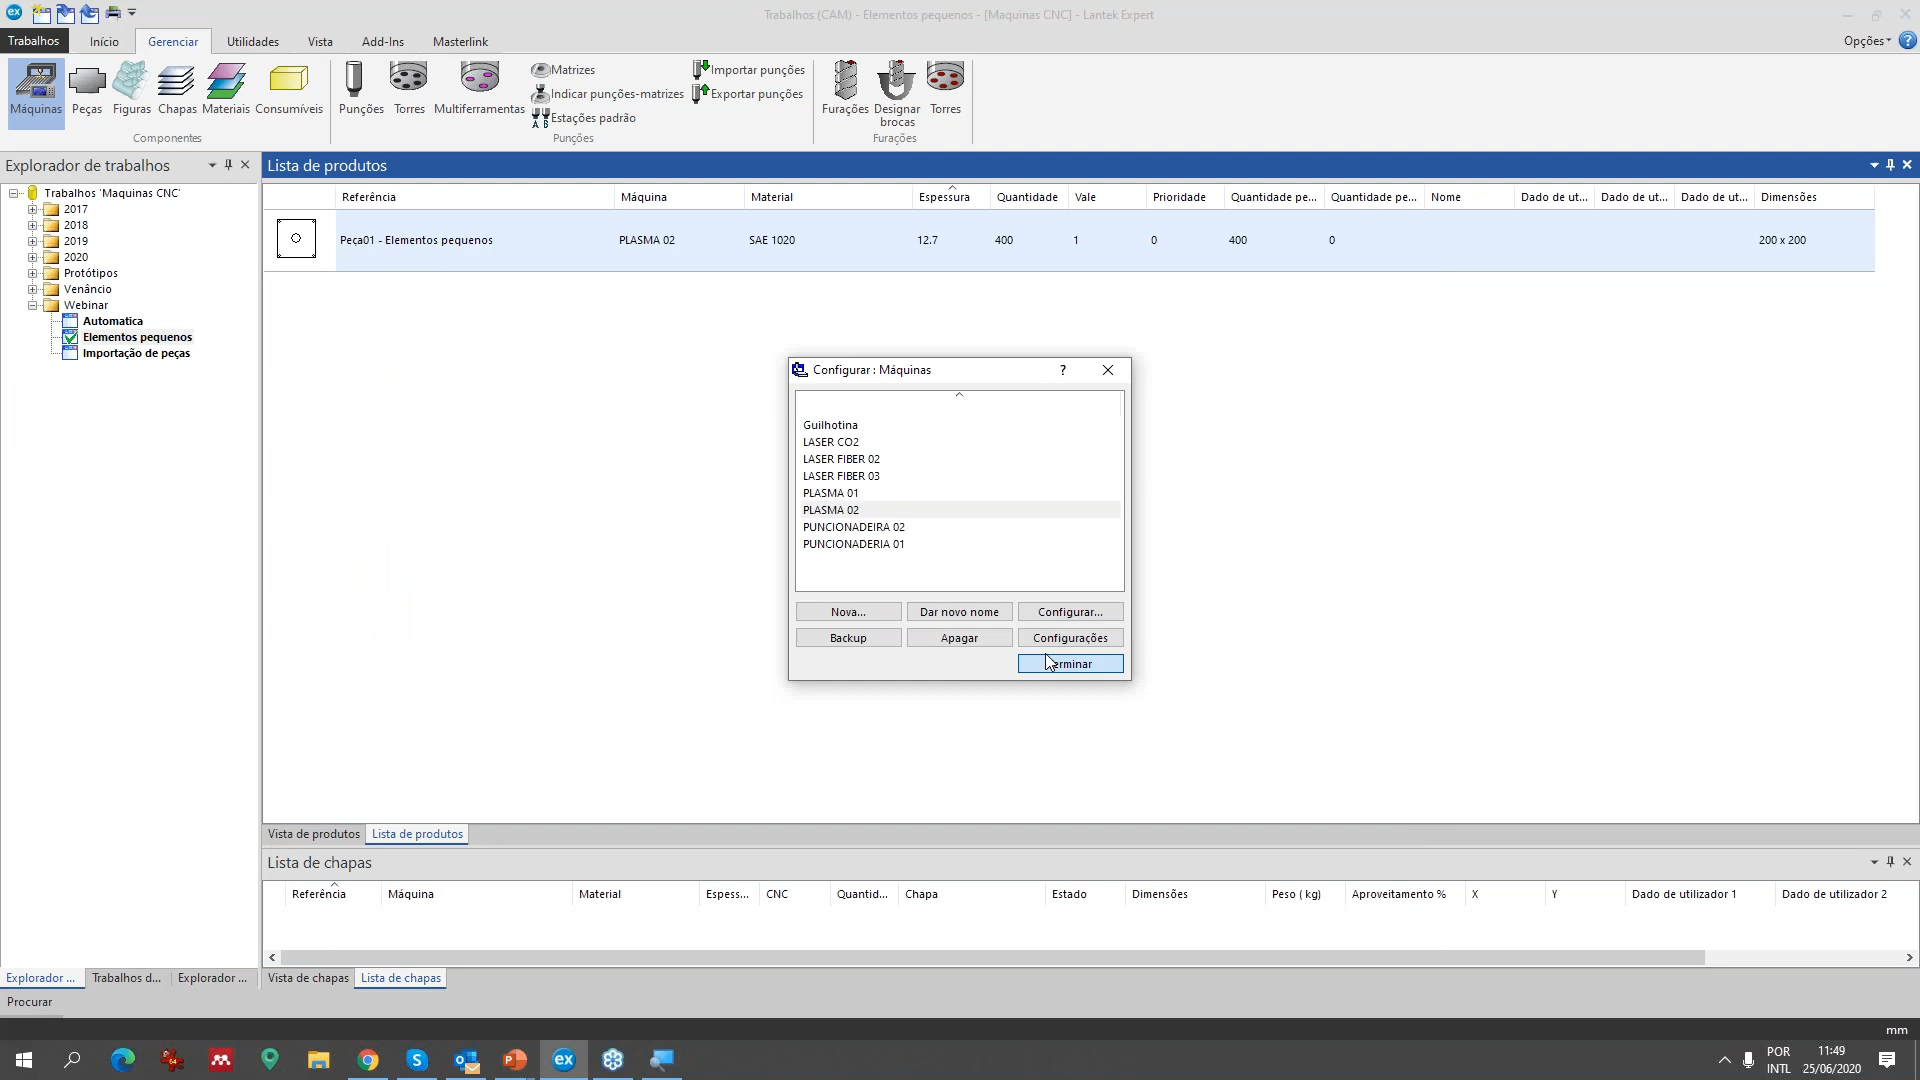 Trabalhos (CAM) - Elementos pequenos - [Maquinas CNC] - Lantek Expert
Trabalhos Início Gerenciar Utilidades Vista Add-Ins Masterlink Opções
Máquinas Peças Figuras Chapas Materiais Consumíveis
Componentes
Punções Torres Multiferramentas
Matrizes
Indicar punções-matrizes
Estações padrão
Importar punções
Exportar punções
Punções
Furações Designar brocas Torres
Furações
Explorador de trabalhos
Trabalhos 'Maquinas CNC'
2017
2018
2019
2020
Protótipos
Venâncio
Webinar
Automatica
Elementos pequenos
Importação de peças
Lista de produtos
Referência Máquina Material Espessura Quantidade Vale Prioridade Quantidade pe... Quantidade pe... Nome Dado de ut... Dado de ut... Dado de ut... Dimensões
Peça01 - Elementos pequenos PLASMA 02 SAE 1020 12.7 400 1 0 400 0 200 x 200
Configurar : Máquinas ?
Guilhotina
LASER CO2
LASER FIBER 02
LASER FIBER 03
PLASMA 01
PLASMA 02
PUNCIONADEIRA 02
PUNCIONADERIA 01
Nova... Dar novo nome Configurar...
Backup Apagar Configurações
Vista de produtos Lista de produtos
Lista de chapas
Referência Máquina Material Espess... CNC Quantid... Chapa Estado Dimensões Peso ( kg) Aproveitamento % X Y Dado de utilizador 1 Dado de utilizador 2
Explorador ... Trabalhos d... Explorador ... Vista de chapas Lista de chapas
Procurar
mm
POR
INTL
11:49
25/06/2020